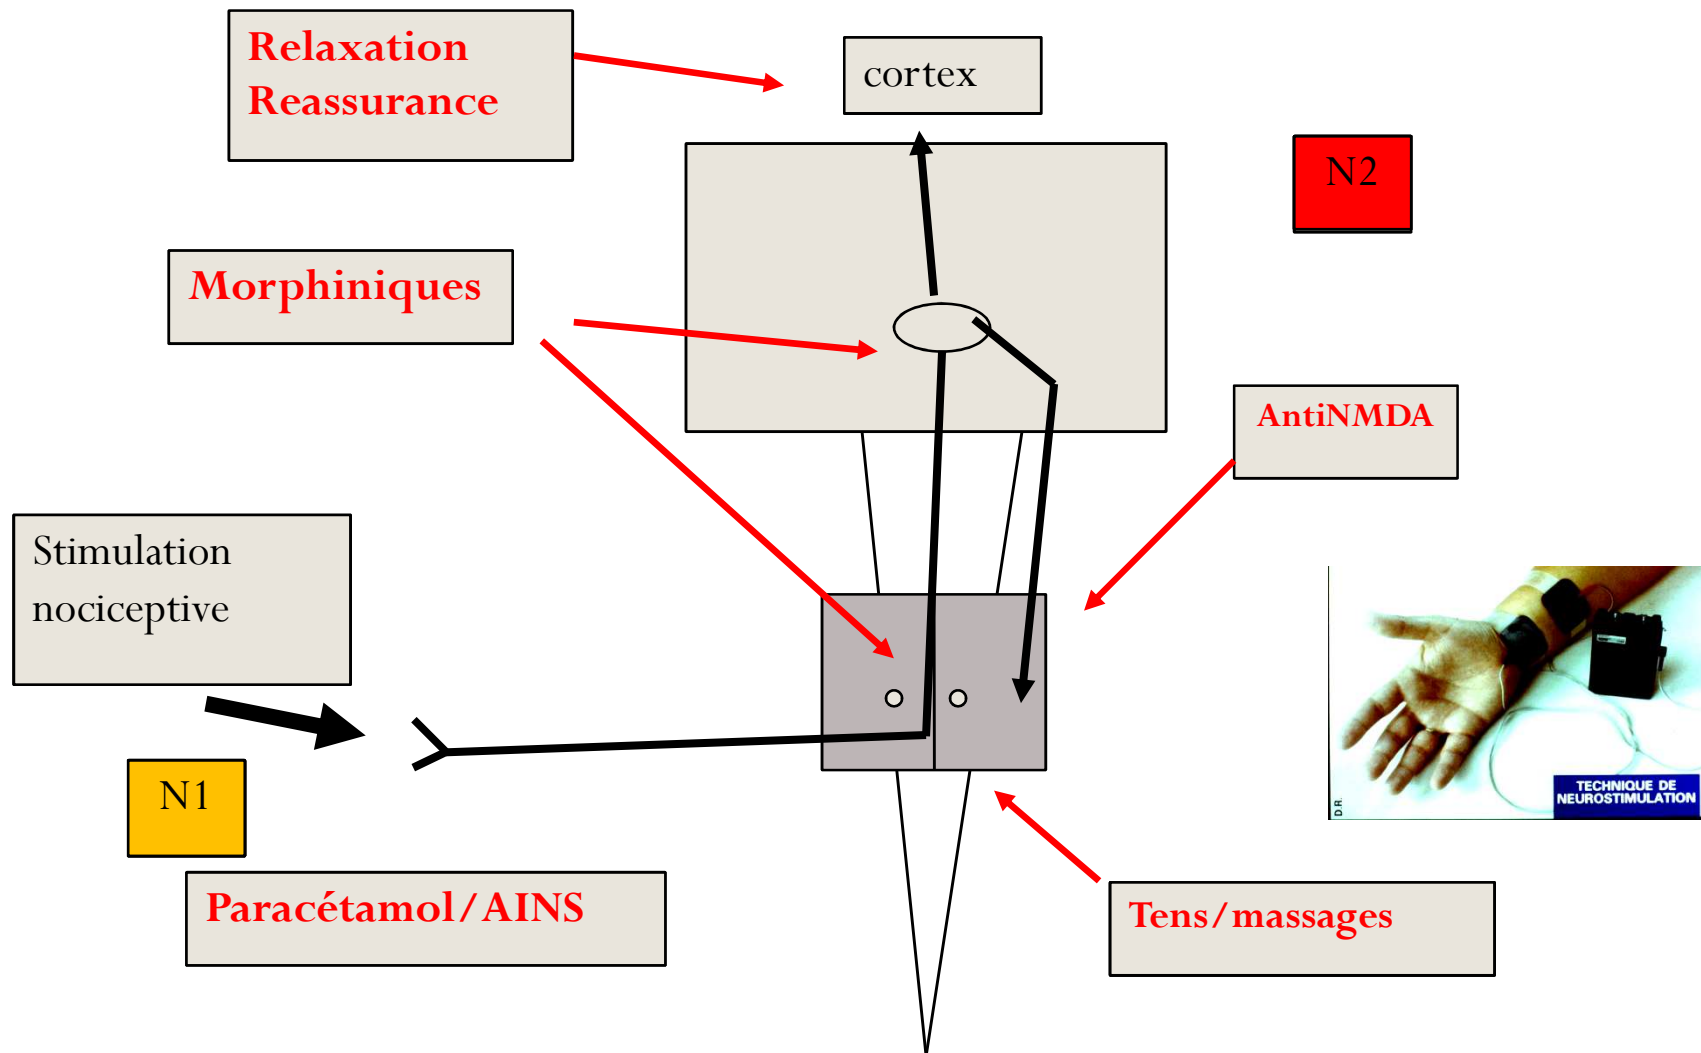 Relaxation
Reassurance
cortex
N2
Morphiniques
AntiNMDA
Stimulation
nociceptive
N1
Paracétamol/AINS
Tens/massages
TECHNIQUE DE
NEUROSTIMULATION
D.R.